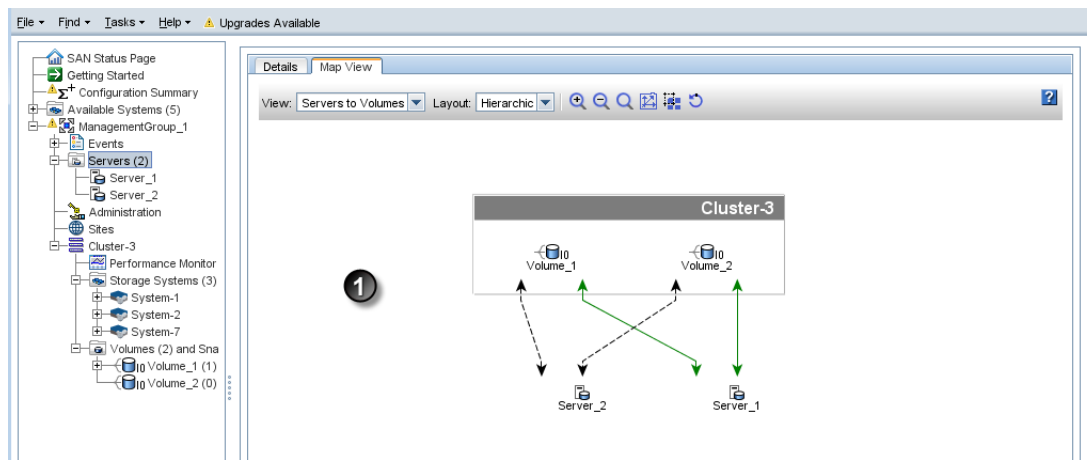 File Find Tasks Help Upgrades Available
SAN Status Page
Getting Started
Configuration Summary
Available Systems (5)
ManagementGroup_1
Events
Servers (2)
Server_1
Server_2
Administration
Sites
Cluster-3
Performance Monitor
Storage Systems (3)
System-1
System-2
System-7
Volumes (2) and Sna
Volume_1 (1)
Volume_2 (0)
Details Map View
View: Servers to Volumes Layout: Hierarchic
?
Cluster-3
Volume_1 Volume_2
1
Server_2 Server_1